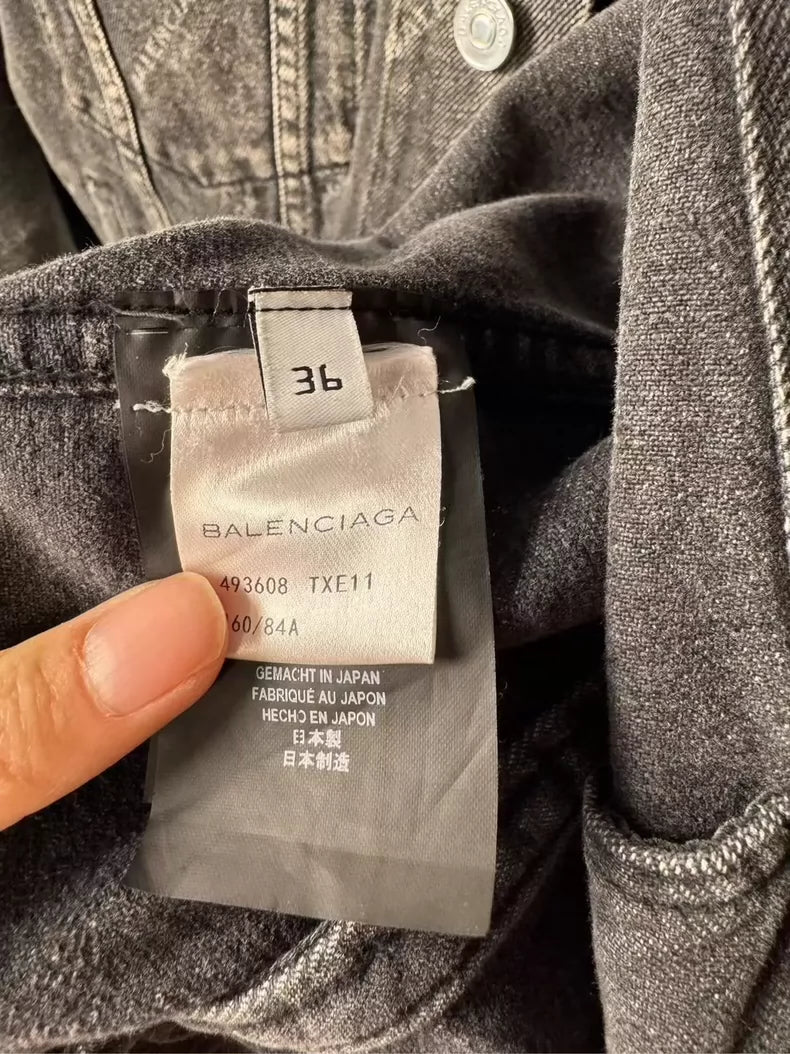 36
BALENCIAGA
493608 TXE11
60/84A
GEMACHT IN JAPAN
FABRIQUÉ AU JAPON
HECHO EN JAPON
日本製
日本制造